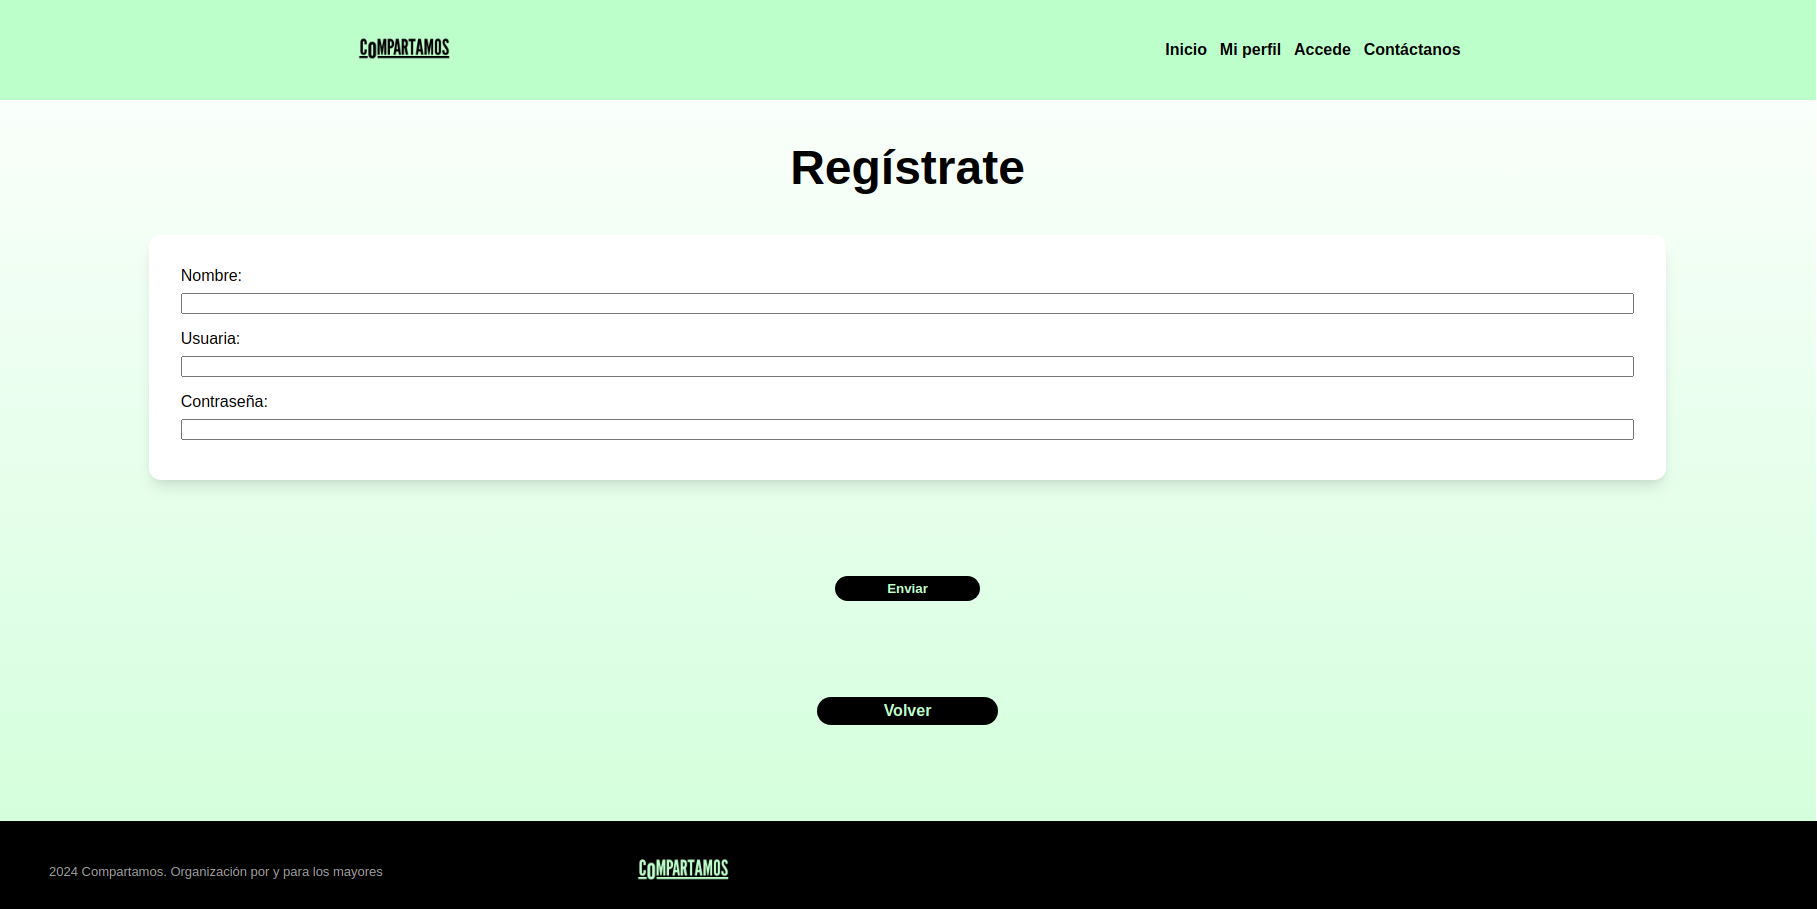 CoMPARTAMOS
Inicio Mi perfil Accede Contáctanos
Regístrate
Nombre:
Usuaria:
Contraseña:
Enviar
Volver
2024 Compartamos. Organización por y para los mayores
CoMPARTAMOS